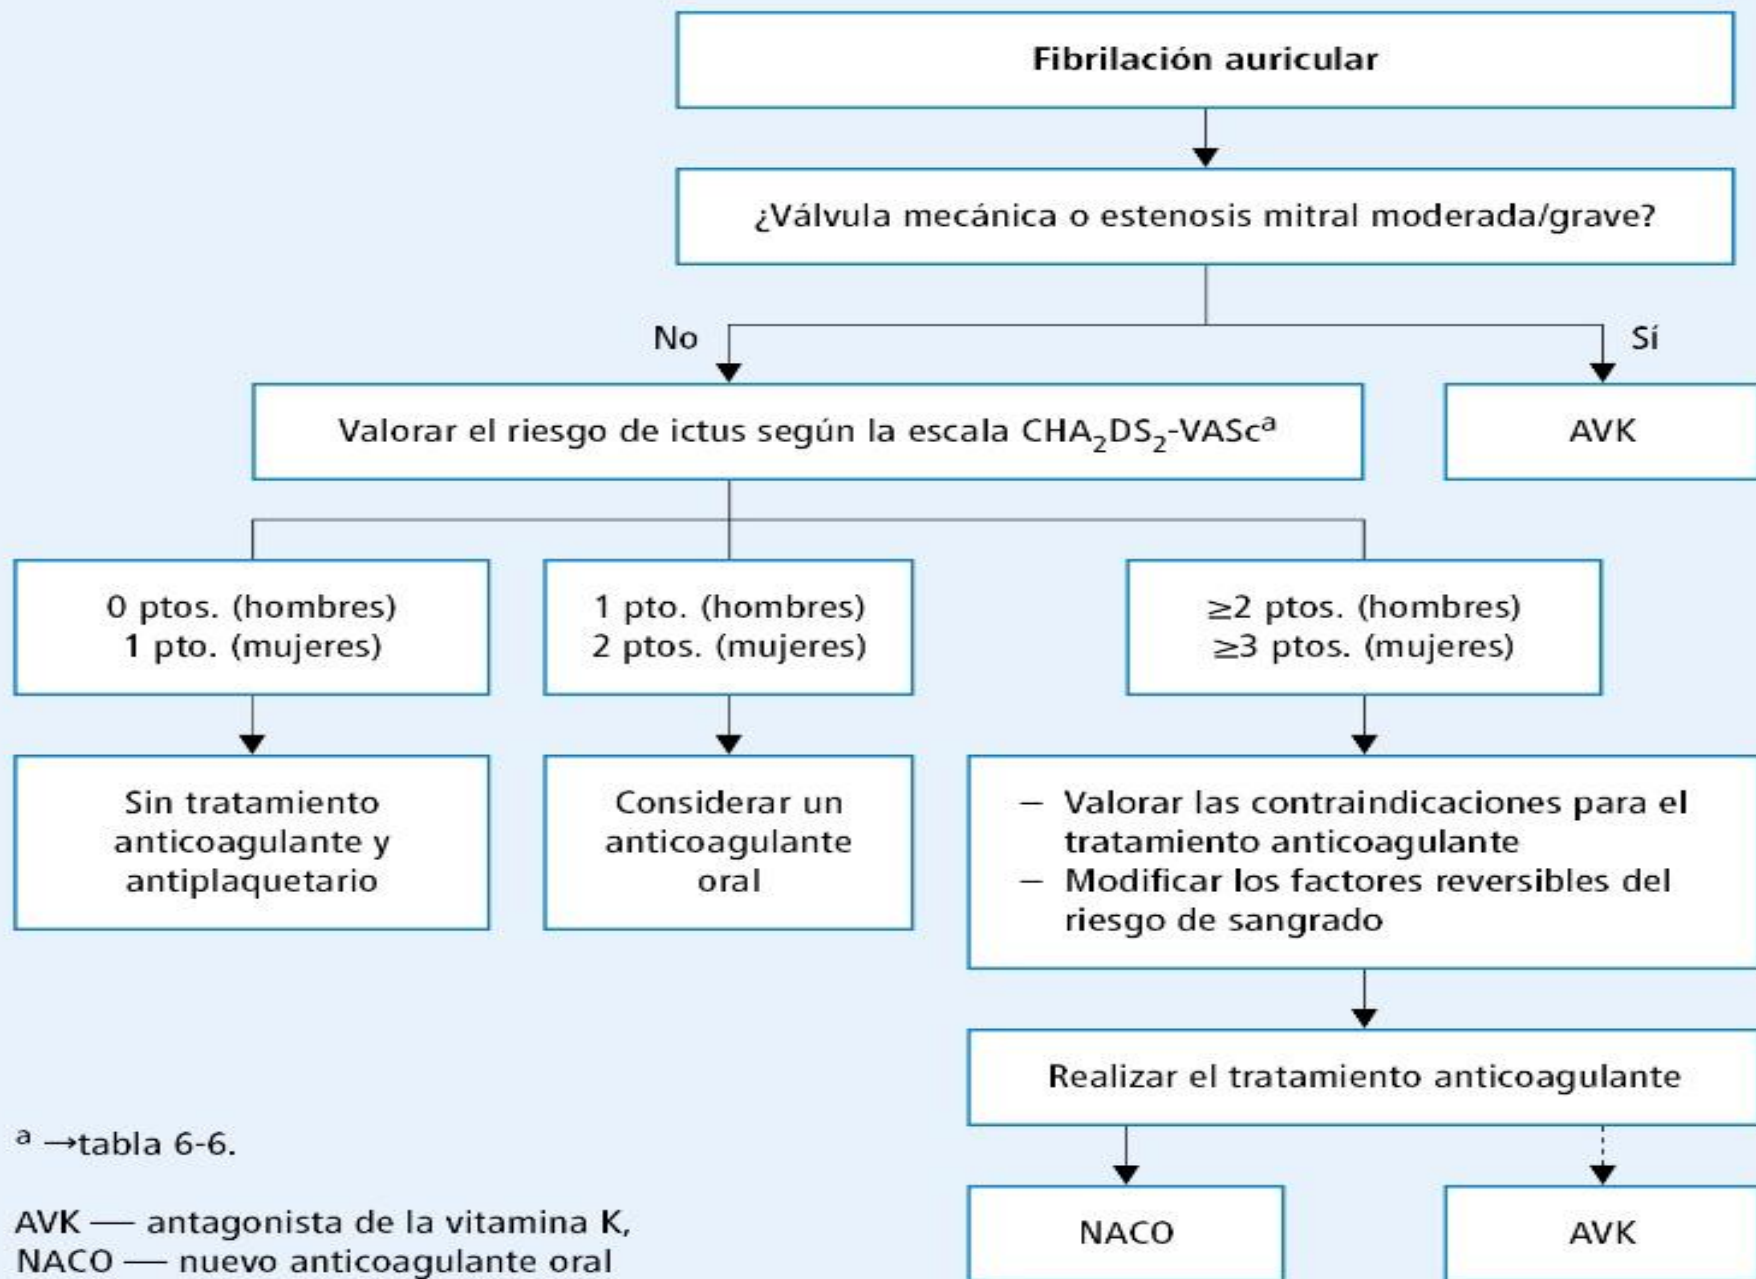 Fibrilación auricular
¿Válvula mecánica o estenosis mitral moderada/grave?
No
Sí
Valorar el riesgo de ictus según la escala CHA₂DS₂-VAScᵃ
AVK
0 ptos. (hombres)
1 pto. (mujeres)
1 pto. (hombres)
2 ptos. (mujeres)
≥2 ptos. (hombres)
≥3 ptos. (mujeres)
Sin tratamiento
anticoagulante y
antiplaquetario
Considerar un
anticoagulante
oral
— Valorar las contraindicaciones para el
tratamiento anticoagulante
— Modificar los factores reversibles del
riesgo de sangrado
Realizar el tratamiento anticoagulante
NACO
AVK
ᵃ →tabla 6-6.
AVK — antagonista de la vitamina K,
NACO — nuevo anticoagulante oral